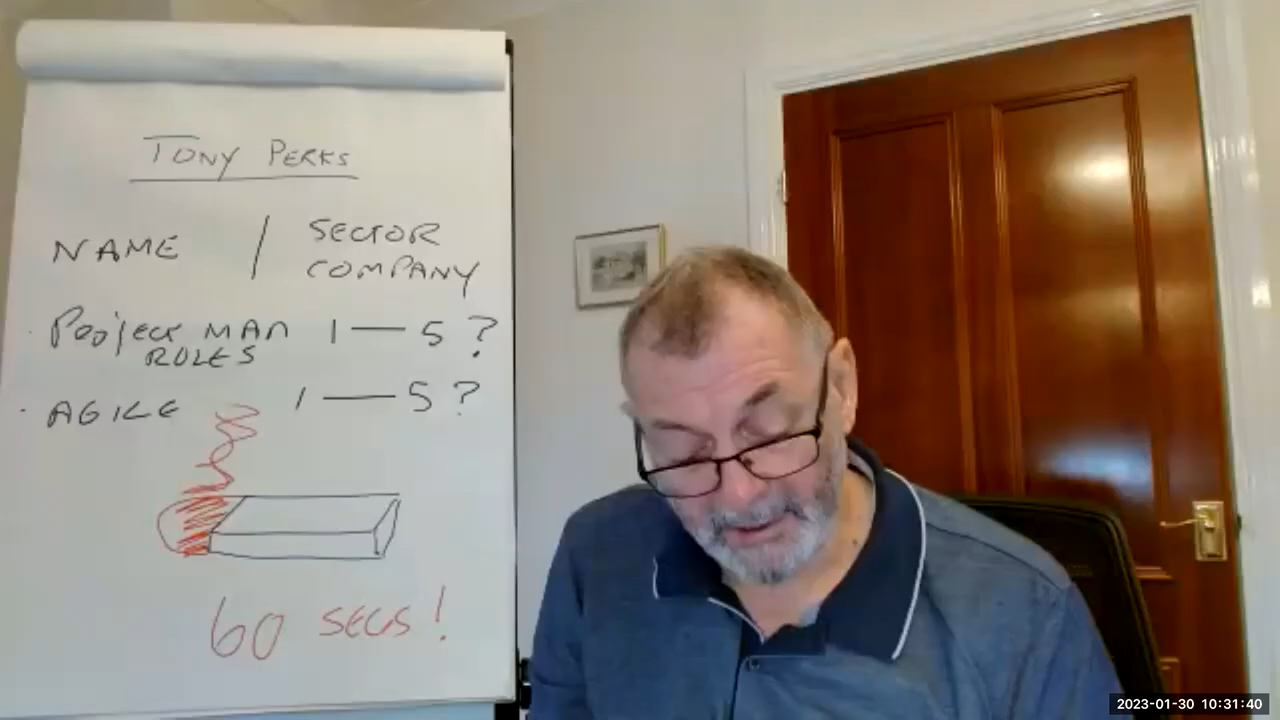 TONY PERKS
NAME / SECTOR
COMPANY
· Project MAN 1 — 5 ?
ROLES
· AGILE 1 — 5 ?
60 SECS!
2023-01-30 10:31:40